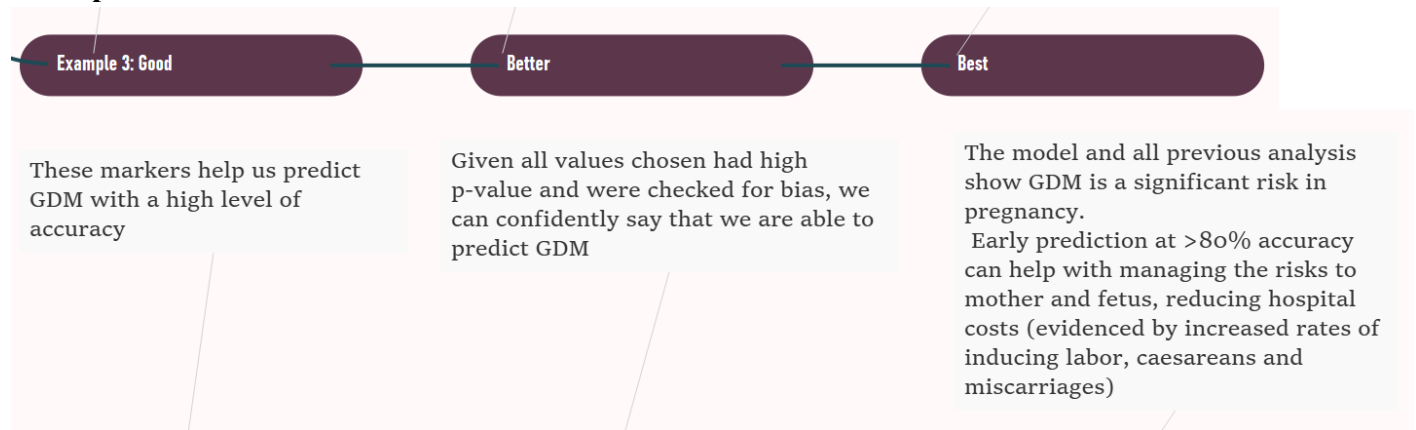 Example 3: Good
Better
Best
These markers help us predict
GDM with a high level of
accuracy
Given all values chosen had high
p-value and were checked for bias, we
can confidently say that we are able to
predict GDM
The model and all previous analysis
show GDM is a significant risk in
pregnancy.
Early prediction at >80% accuracy
can help with managing the risks to
mother and fetus, reducing hospital
costs (evidenced by increased rates of
inducing labor, caesareans and
miscarriages)